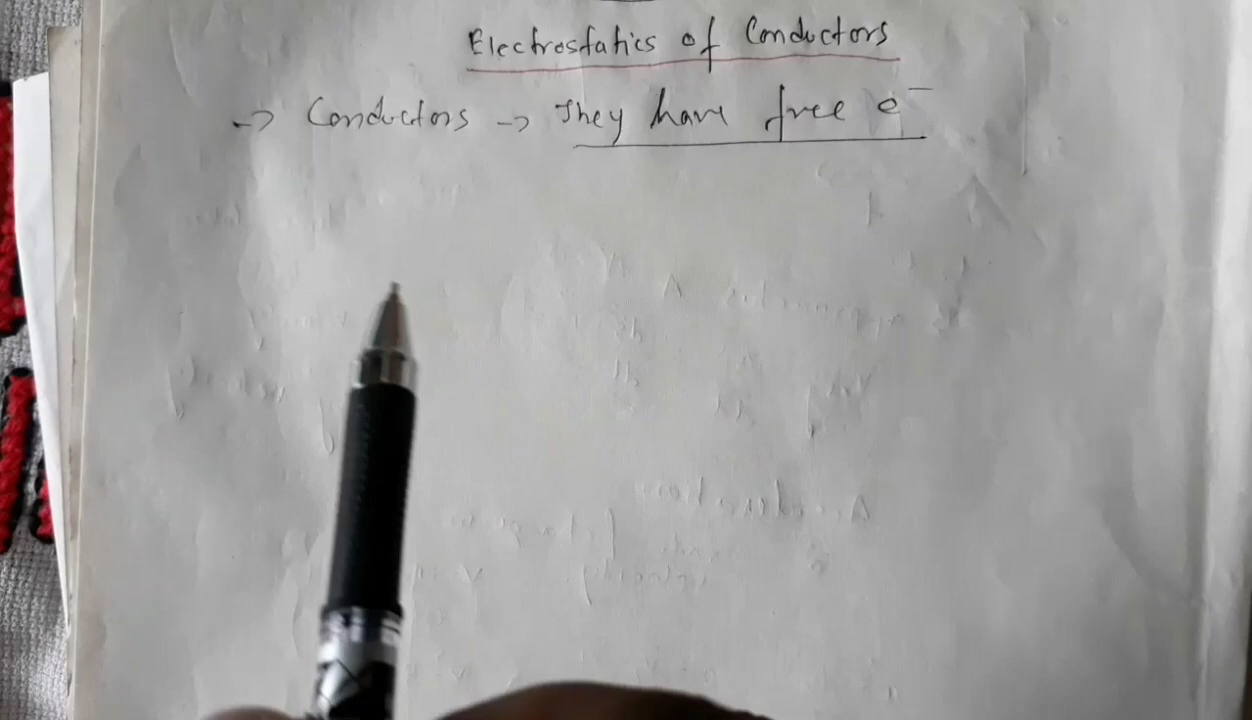 Electrostatics of Conductors
-> Conductors -> They have free e⁻